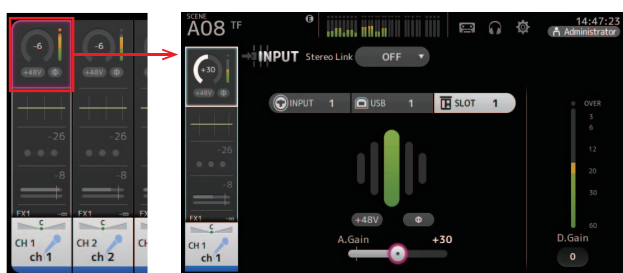 -6
-6
+48V Φ
+48V Φ
-26
-26
-8
-8
FX1 -∞
FX1 -∞
C
C
CH 1
CH 2
CH
ch 1
ch 2
SCENE
A08 TF
e
14:47:23
Administrator
+30
+48V Φ
-26
-8
FX1 -∞
C
CH 1
ch 1
INPUT Stereo Link OFF
INPUT 1 USB 1 SLOT 1
OVER
3
6
12
20
30
60
+48V Φ
A.Gain +30
D.Gain
0